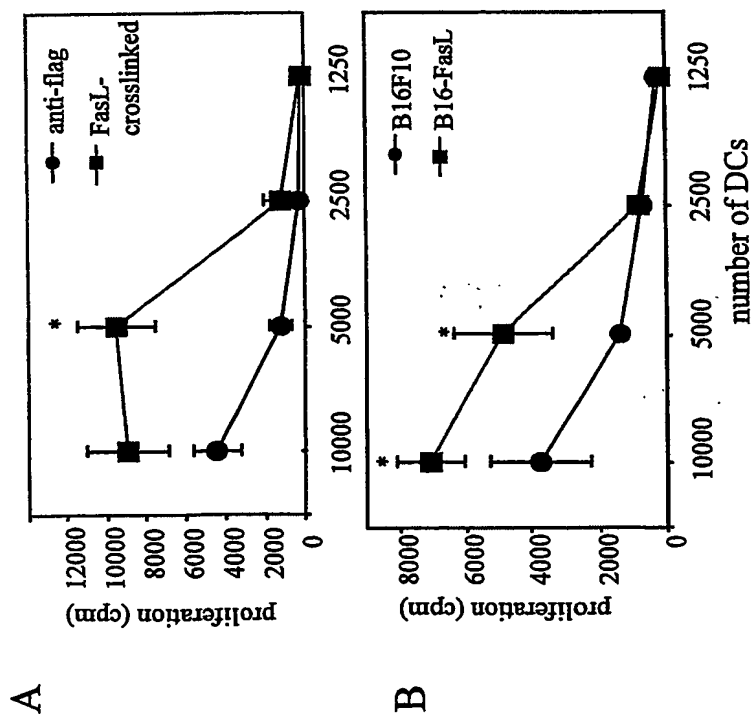 A
proliferation (cpm)
12000
10000
8000
6000
4000
2000
0
*
anti-flag
FasL-
crosslinked
10000
5000
2500
1250
B
proliferation (cpm)
8000
6000
4000
2000
0
*
*
B16F10
B16-FasL
10000
5000
2500
1250
number of DCs